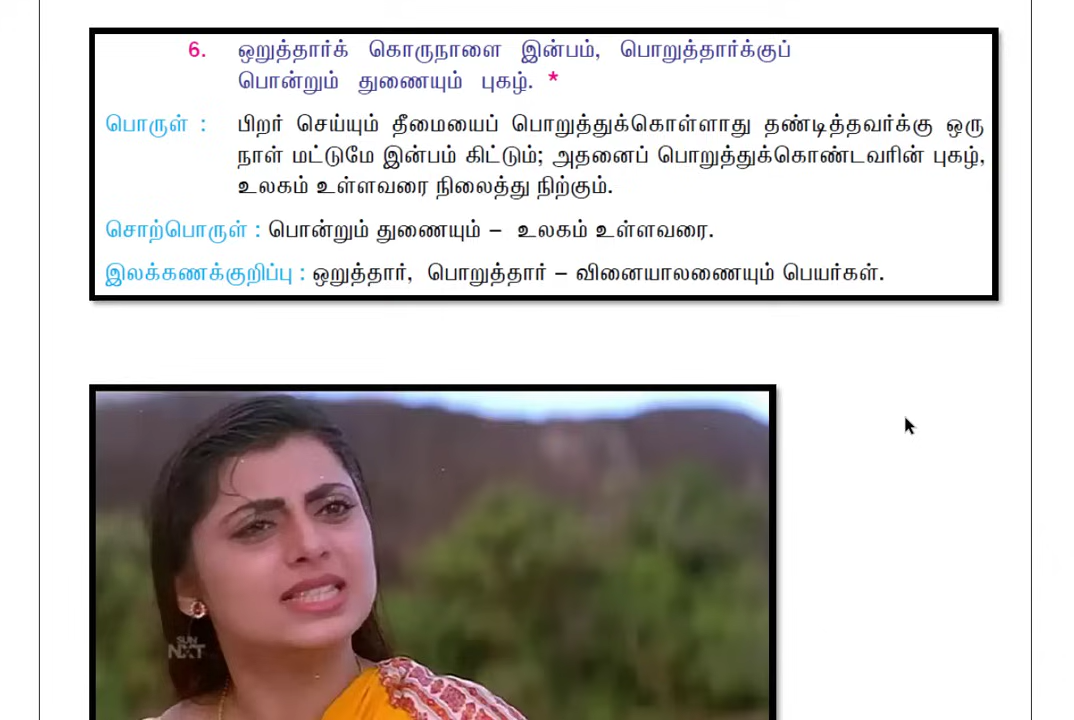 6. ஒறுத்தார்க் கொருநாளை இன்பம், பொறுத்தார்க்குப்
பொன்றும் துணையும் புகழ். *
பொருள் : பிறர் செய்யும் தீமையைப் பொறுத்துக்கொள்ளாது தண்டித்தவர்க்கு ஒரு
நாள் மட்டுமே இன்பம் கிட்டும்; அதனைப் பொறுத்துக்கொண்டவரின் புகழ்,
உலகம் உள்ளவரை நிலைத்து நிற்கும்.
சொற்பொருள் : பொன்றும் துணையும் – உலகம் உள்ளவரை.
இலக்கணக்குறிப்பு : ஒறுத்தார், பொறுத்தார் – வினையாலணையும் பெயர்கள்.
SUN
NXT